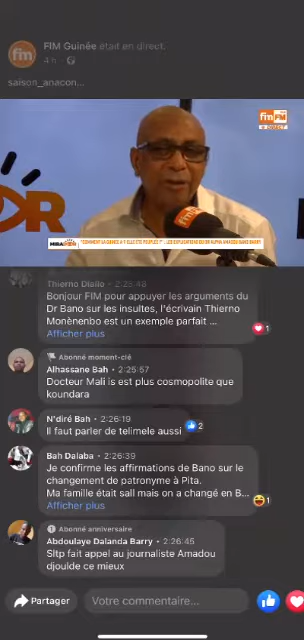 FIM Guinée était en direct.
4 h
saison_anacon...
fim FM
DIRECT
fim
MIRADOR
Thierno Diallo • 2:25:48
Bonjour FIM pour appuyer les arguments du
Dr Bano sur les insultes, l'écrivain Thierno
Monènenbo est un exemple parfait ...
Afficher plus
1
Abonné moment-clé
Alhassane Bah • 2:25:57
Docteur Mali is est plus cosmopolite que
koundara
N'diré Bah • 2:26:19
Il faut parler de telimele aussi
2
Bah Dalaba • 2:26:39
Je confirme les affirmations de Bano sur le
changement de patronyme à Pita.
Ma famille était sall mais on a changé en B...
Afficher plus
1
Abonné anniversaire
Abdoulaye Dalanda Barry • 2:26:45
Sltp fait appel au journaliste Amadou
djoulde ce mieux
Partager
Votre commentaire...